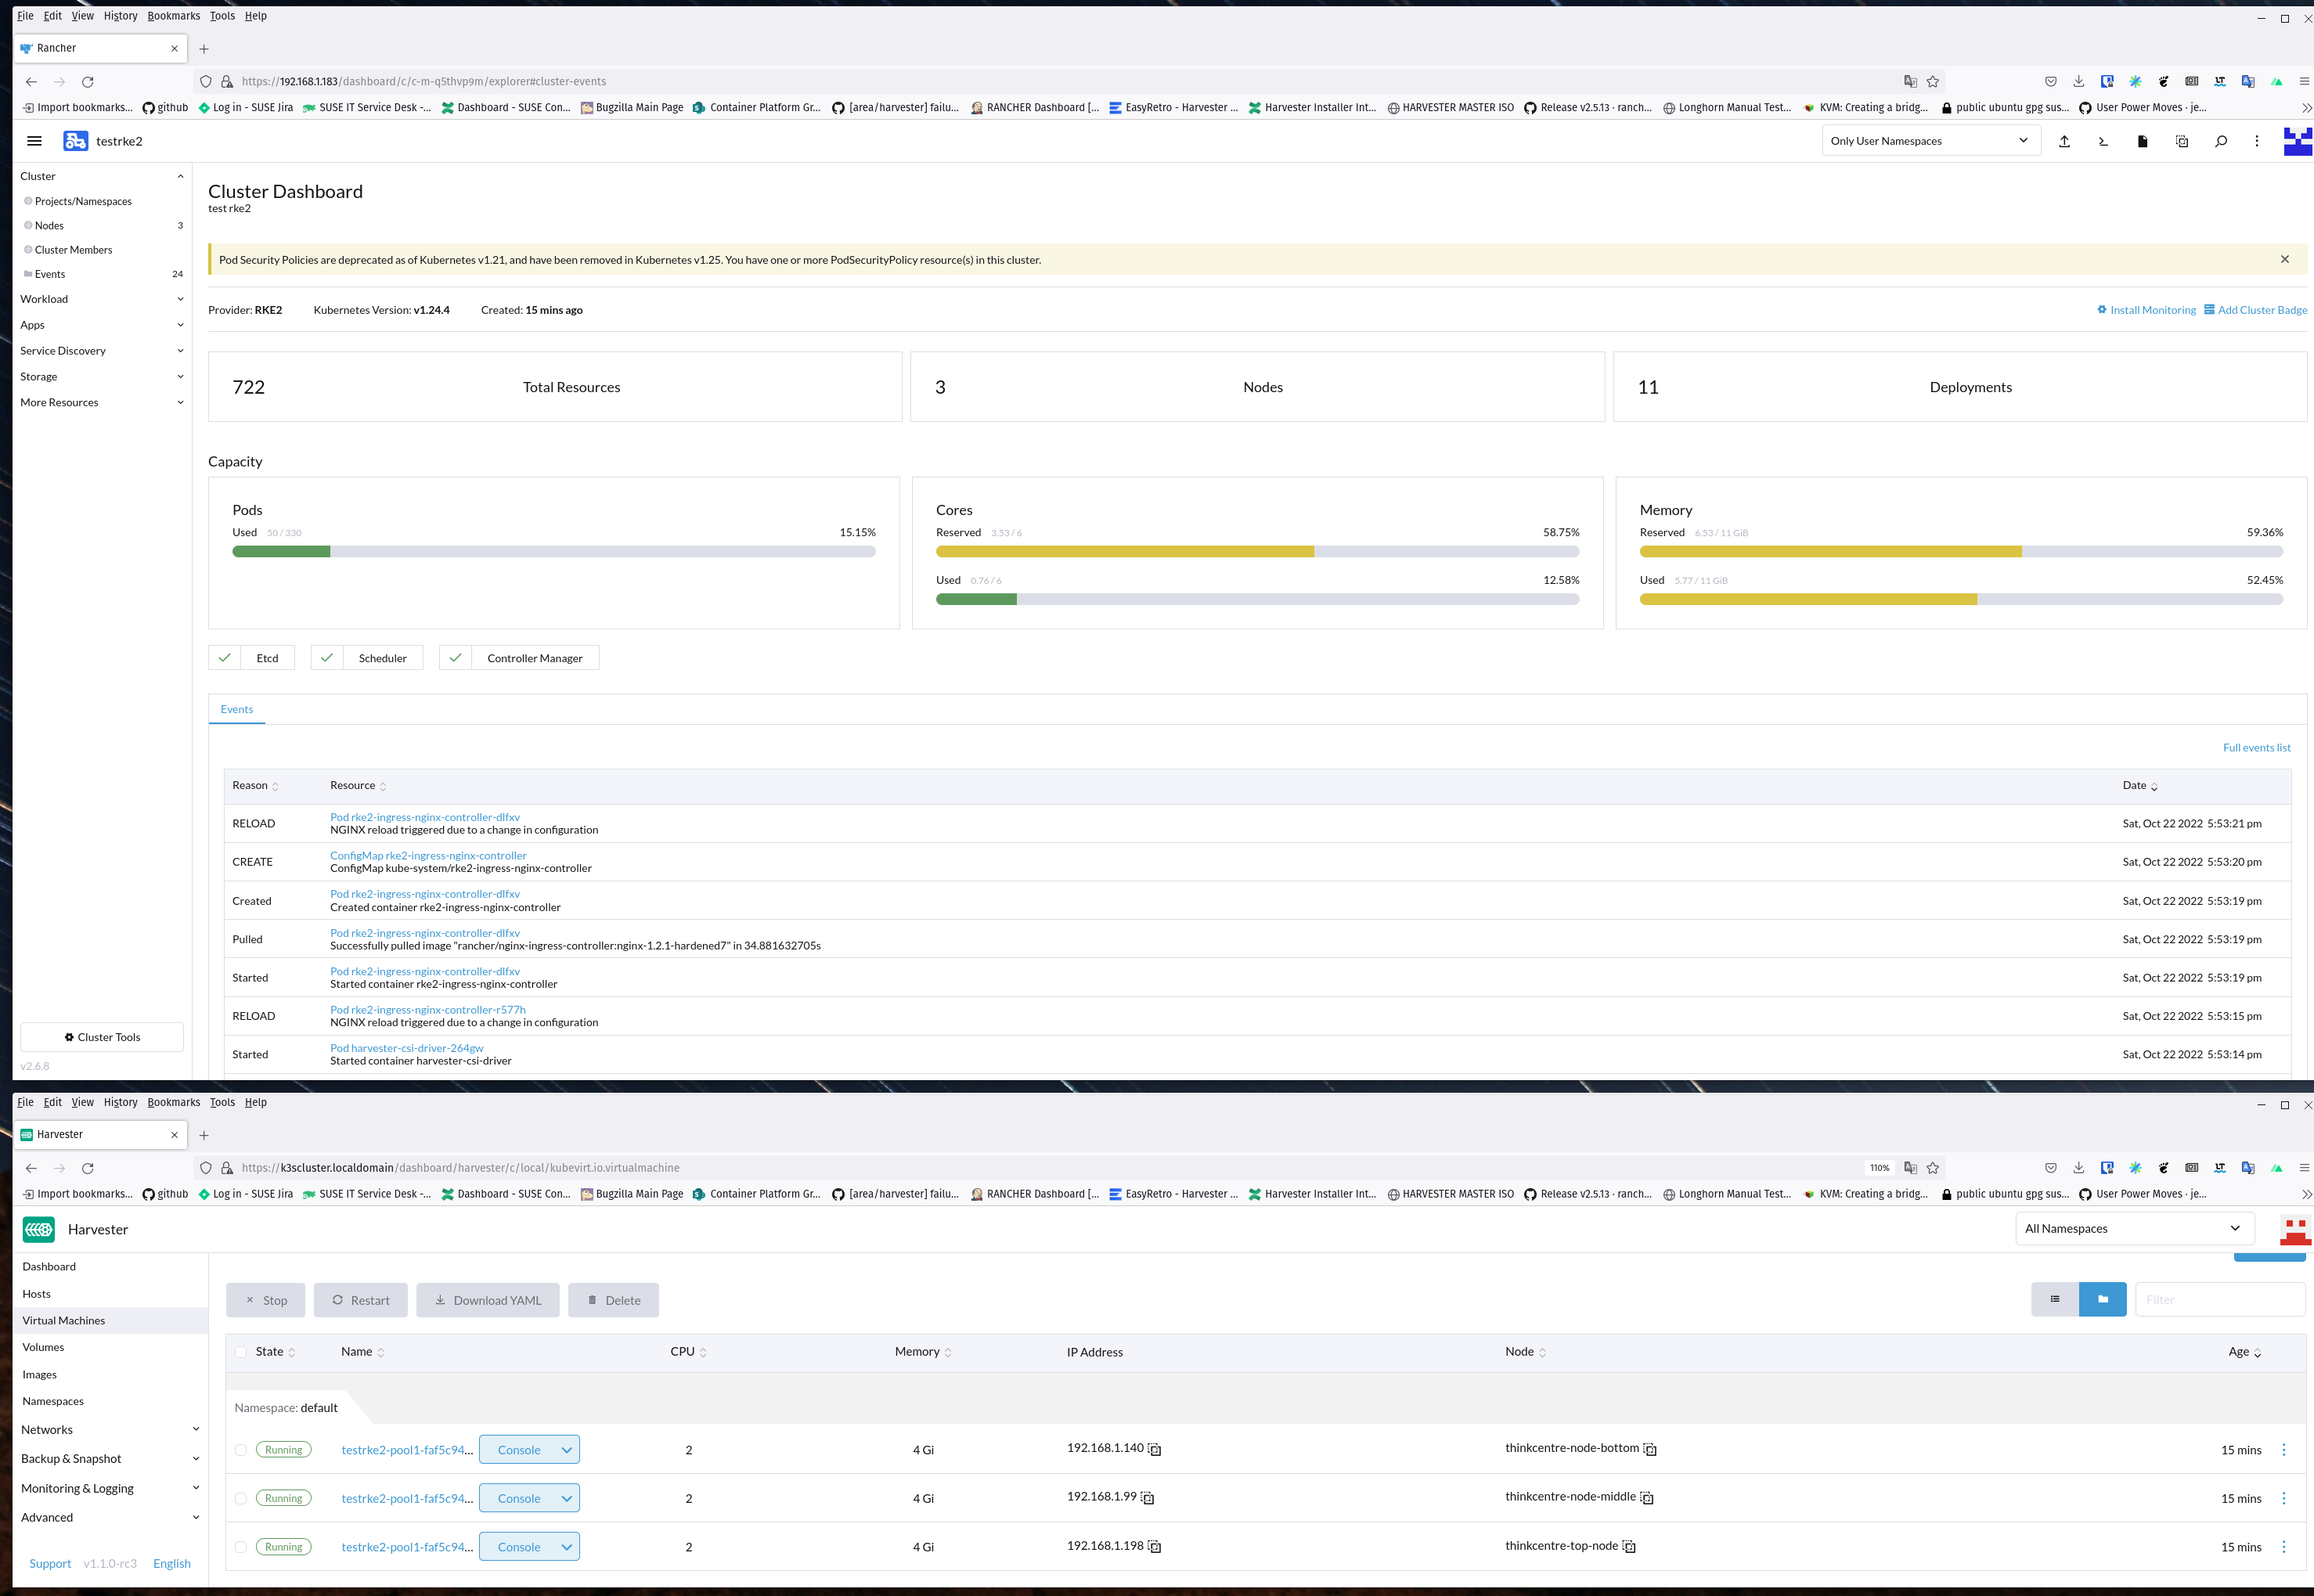 File Edit View History Bookmarks Tools Help
Rancher
https://192.168.1.183/dashboard/c/c-m-q5thvp9m/explorer#cluster-events
Import bookmarks... github Log in - SUSE Jira SUSE IT Service Desk -... Dashboard - SUSE Con... Bugzilla Main Page Container Platform Gr... [area/harvester] failu... RANCHER Dashboard [... EasyRetro - Harvester ... Harvester Installer Int... HARVESTER MASTER ISO Release v2.5.13 · ranch... Longhorn Manual Test... KVM: Creating a bridg... public ubuntu gpg sus... User Power Moves · je...
testrke2
Only User Namespaces
Cluster
Projects/Namespaces
Nodes 3
Cluster Members
Events 24
Workload
Apps
Service Discovery
Storage
More Resources
Cluster Tools
v2.6.8
Cluster Dashboard
test rke2
Pod Security Policies are deprecated as of Kubernetes v1.21, and have been removed in Kubernetes v1.25. You have one or more PodSecurityPolicy resource(s) in this cluster.
Provider: RKE2 Kubernetes Version: v1.24.4 Created: 15 mins ago
Install Monitoring Add Cluster Badge
722 Total Resources
3 Nodes
11 Deployments
Capacity
Pods
Used 50 / 330 15.15%
Cores
Reserved 3.53 / 6 58.75%
Used 0.76 / 6 12.58%
Memory
Reserved 6.53 / 11 GiB 59.36%
Used 5.77 / 11 GiB 52.45%
Etcd Scheduler Controller Manager
Events
Full events list
Reason Resource Date
RELOAD Pod rke2-ingress-nginx-controller-dlfxv Sat, Oct 22 2022 5:53:21 pm
NGINX reload triggered due to a change in configuration
CREATE ConfigMap rke2-ingress-nginx-controller Sat, Oct 22 2022 5:53:20 pm
ConfigMap kube-system/rke2-ingress-nginx-controller
Created Pod rke2-ingress-nginx-controller-dlfxv Sat, Oct 22 2022 5:53:19 pm
Created container rke2-ingress-nginx-controller
Pulled Pod rke2-ingress-nginx-controller-dlfxv Sat, Oct 22 2022 5:53:19 pm
Successfully pulled image "rancher/nginx-ingress-controller:nginx-1.2.1-hardened7" in 34.881632705s
Started Pod rke2-ingress-nginx-controller-dlfxv Sat, Oct 22 2022 5:53:19 pm
Started container rke2-ingress-nginx-controller
RELOAD Pod rke2-ingress-nginx-controller-r577h Sat, Oct 22 2022 5:53:15 pm
NGINX reload triggered due to a change in configuration
Started Pod harvester-csi-driver-264gw Sat, Oct 22 2022 5:53:14 pm
Started container harvester-csi-driver
File Edit View History Bookmarks Tools Help
Harvester
https://k3scluster.localdomain/dashboard/harvester/c/local/kubevirt.io.virtualmachine 110%
Import bookmarks... github Log in - SUSE Jira SUSE IT Service Desk -... Dashboard - SUSE Con... Bugzilla Main Page Container Platform Gr... [area/harvester] failu... RANCHER Dashboard [... EasyRetro - Harvester ... Harvester Installer Int... HARVESTER MASTER ISO Release v2.5.13 · ranch... Longhorn Manual Test... KVM: Creating a bridg... public ubuntu gpg sus... User Power Moves · je...
Harvester
All Namespaces
Dashboard
Hosts
Virtual Machines
Volumes
Images
Namespaces
Networks
Backup & Snapshot
Monitoring & Logging
Advanced
Support v1.1.0-rc3 English
Stop Restart Download YAML Delete
Filter
State Name CPU Memory IP Address Node Age
Namespace: default
Running testrke2-pool1-faf5c94... Console 2 4 Gi 192.168.1.140 thinkcentre-node-bottom 15 mins
Running testrke2-pool1-faf5c94... Console 2 4 Gi 192.168.1.99 thinkcentre-node-middle 15 mins
Running testrke2-pool1-faf5c94... Console 2 4 Gi 192.168.1.198 thinkcentre-top-node 15 mins